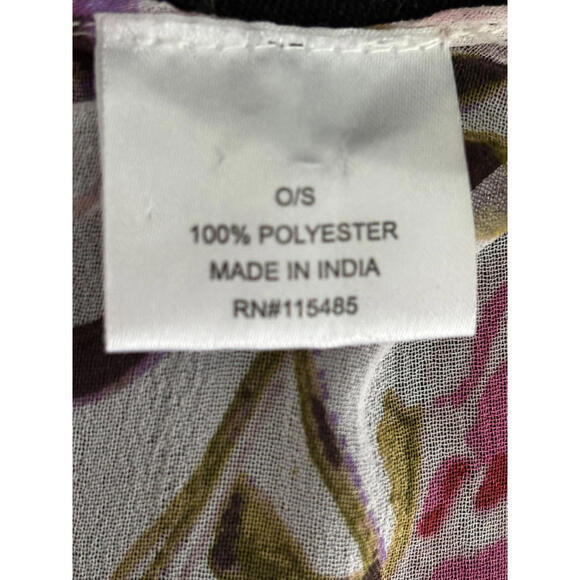 O/S
100% POLYESTER
MADE IN INDIA
RN#115485